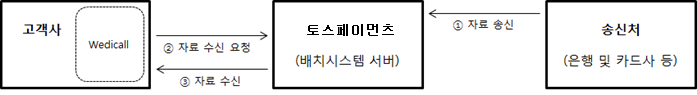 고객사
Wedicall
② 자료 수신 요청
③ 자료 수신
토스페이먼츠
(배치시스템 서버)
① 자료 송신
송신처
(은행 및 카드사 등)